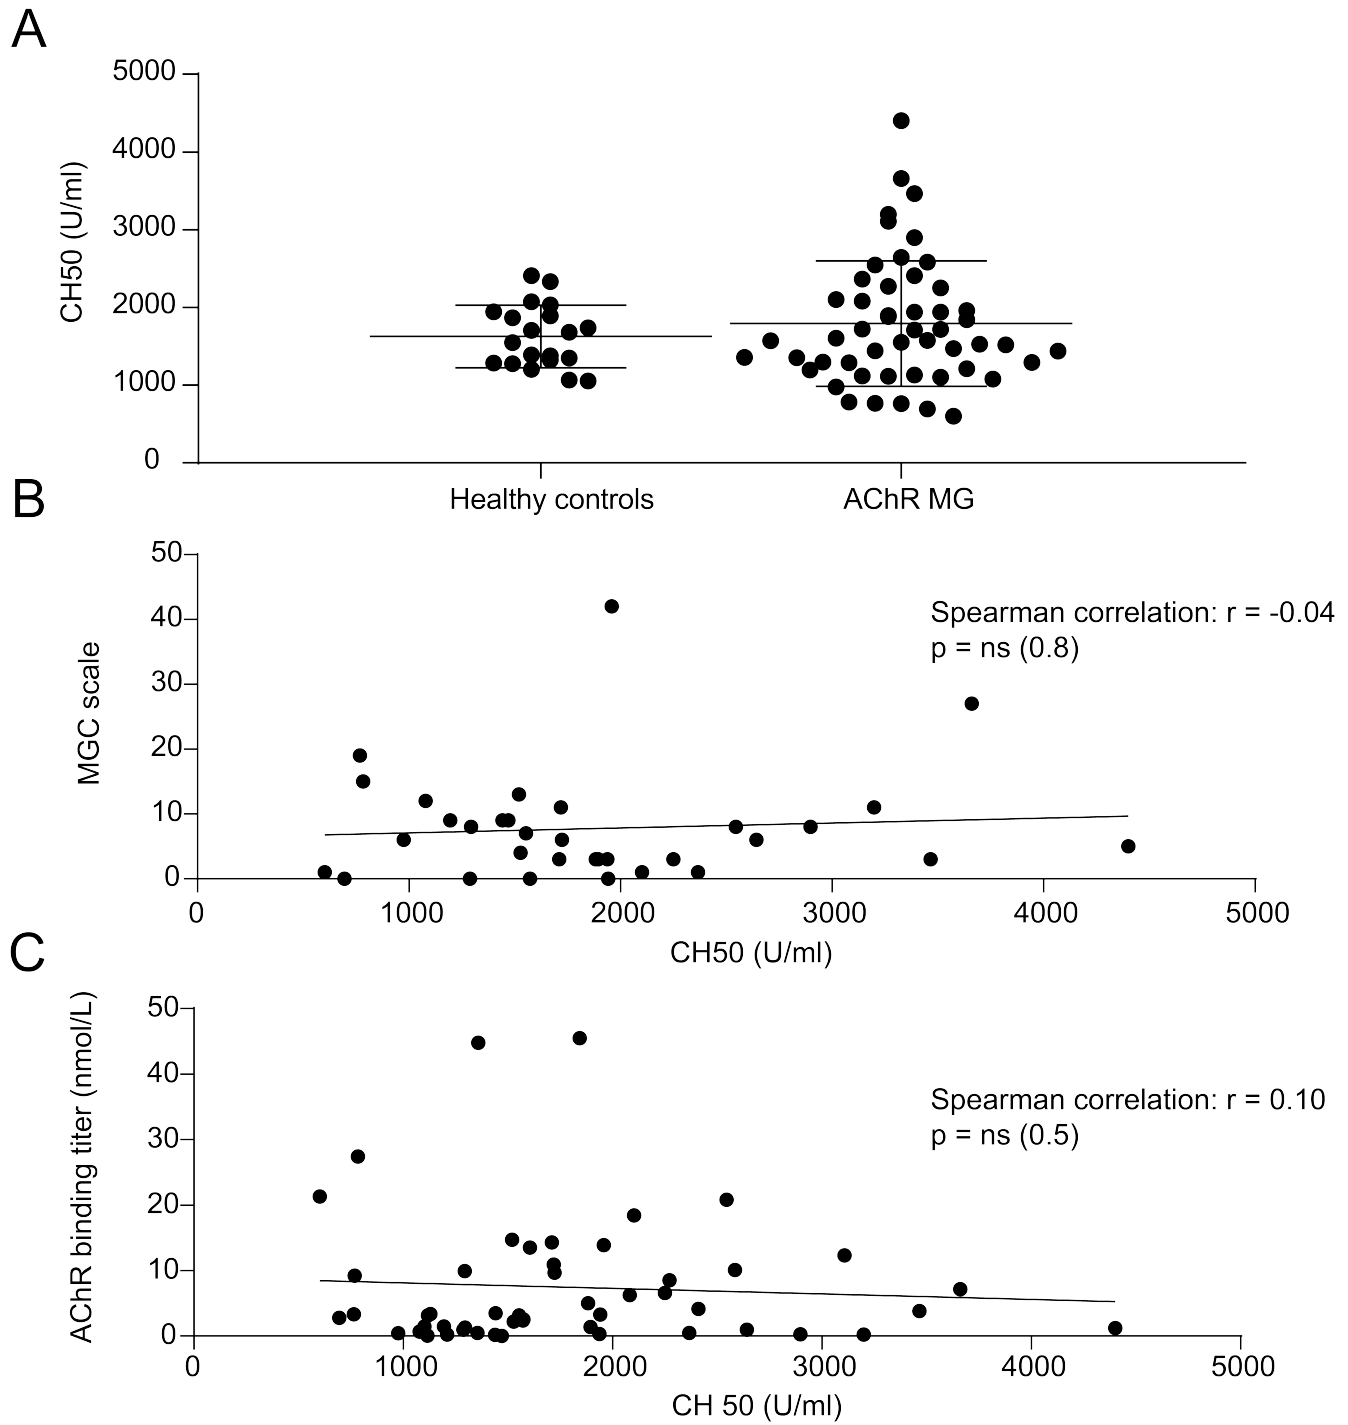 A
5000
4000
3000
2000
1000
0
CH50 (U/ml)
Healthy controls
AChR MG
B
50
40
30
20
10
0
MGC scale
Spearman correlation: r = -0.04
p = ns (0.8)
0
1000
2000
3000
4000
5000
CH50 (U/ml)
C
50
40
30
20
10
0
AChR binding titer (nmol/L)
Spearman correlation: r = 0.10
p = ns (0.5)
0
1000
2000
3000
4000
5000
CH 50 (U/ml)